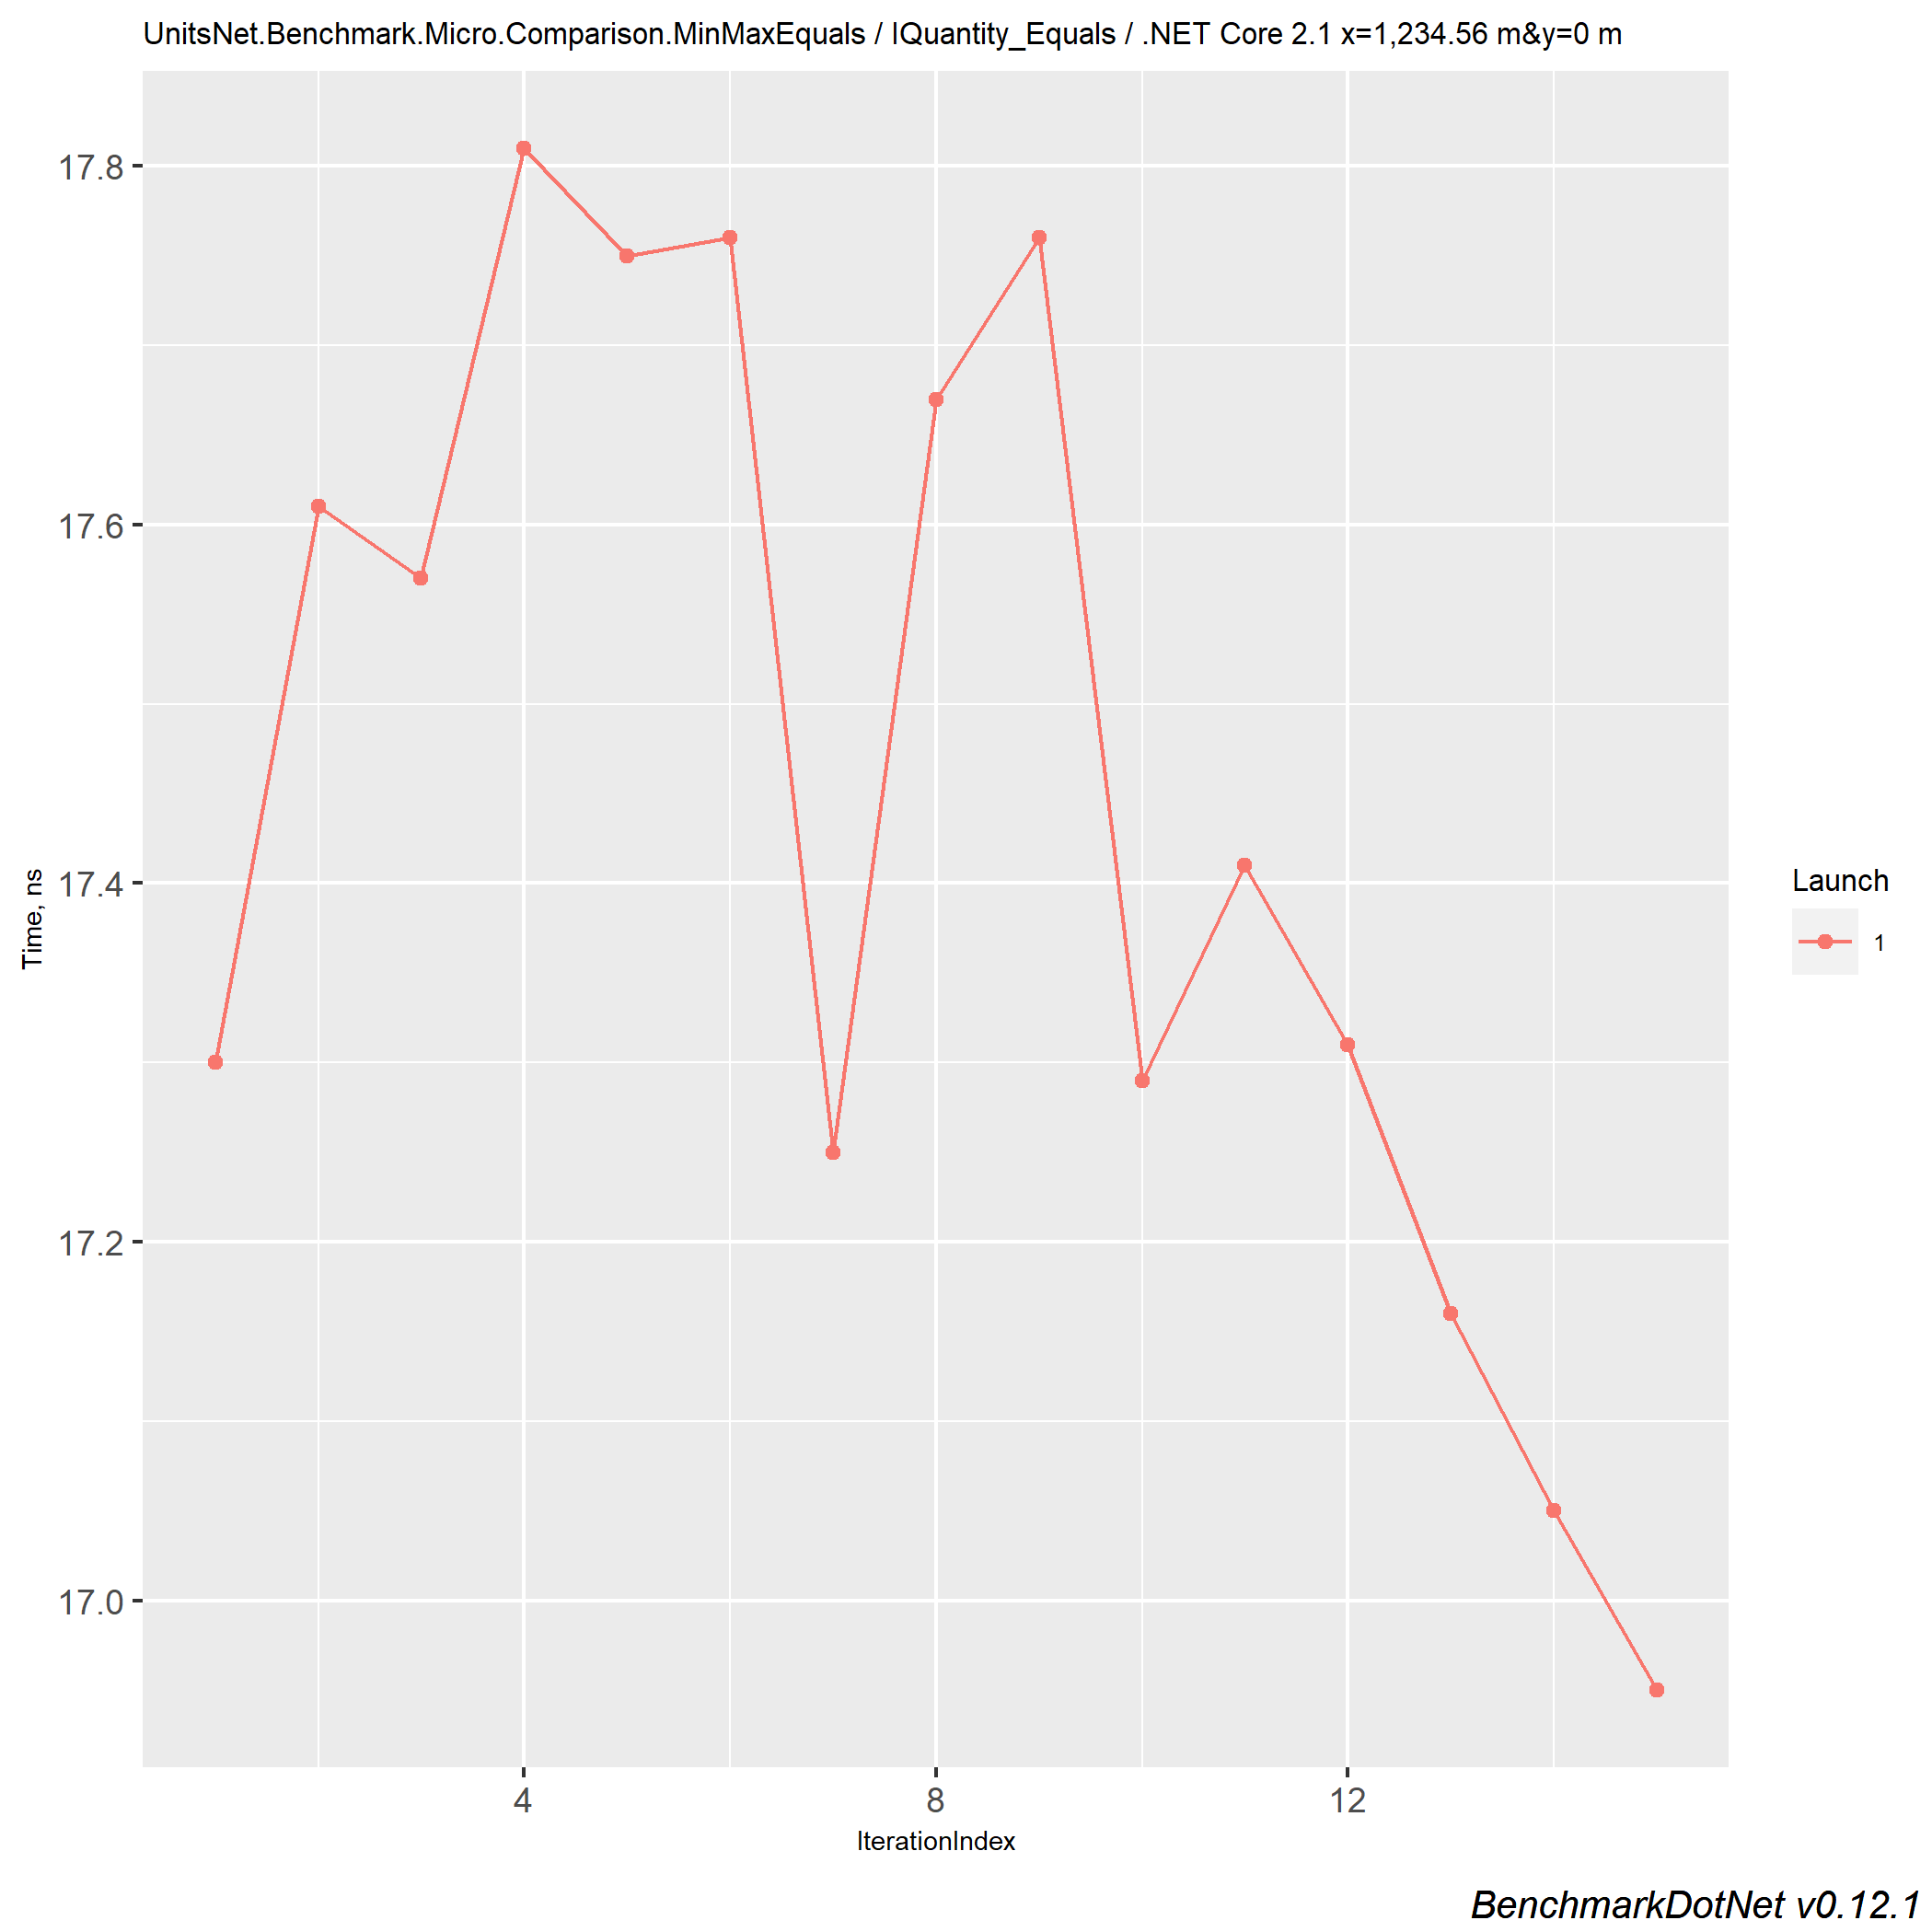 UnitsNet.Benchmark.Micro.Comparison.MinMaxEquals / IQuantity_Equals / .NET Core 2.1 x=1,234.56 m&y=0 m
17.8
17.6
17.4
17.2
17.0
Time, ns
4
8
12
IterationIndex
Launch
1
BenchmarkDotNet v0.12.1